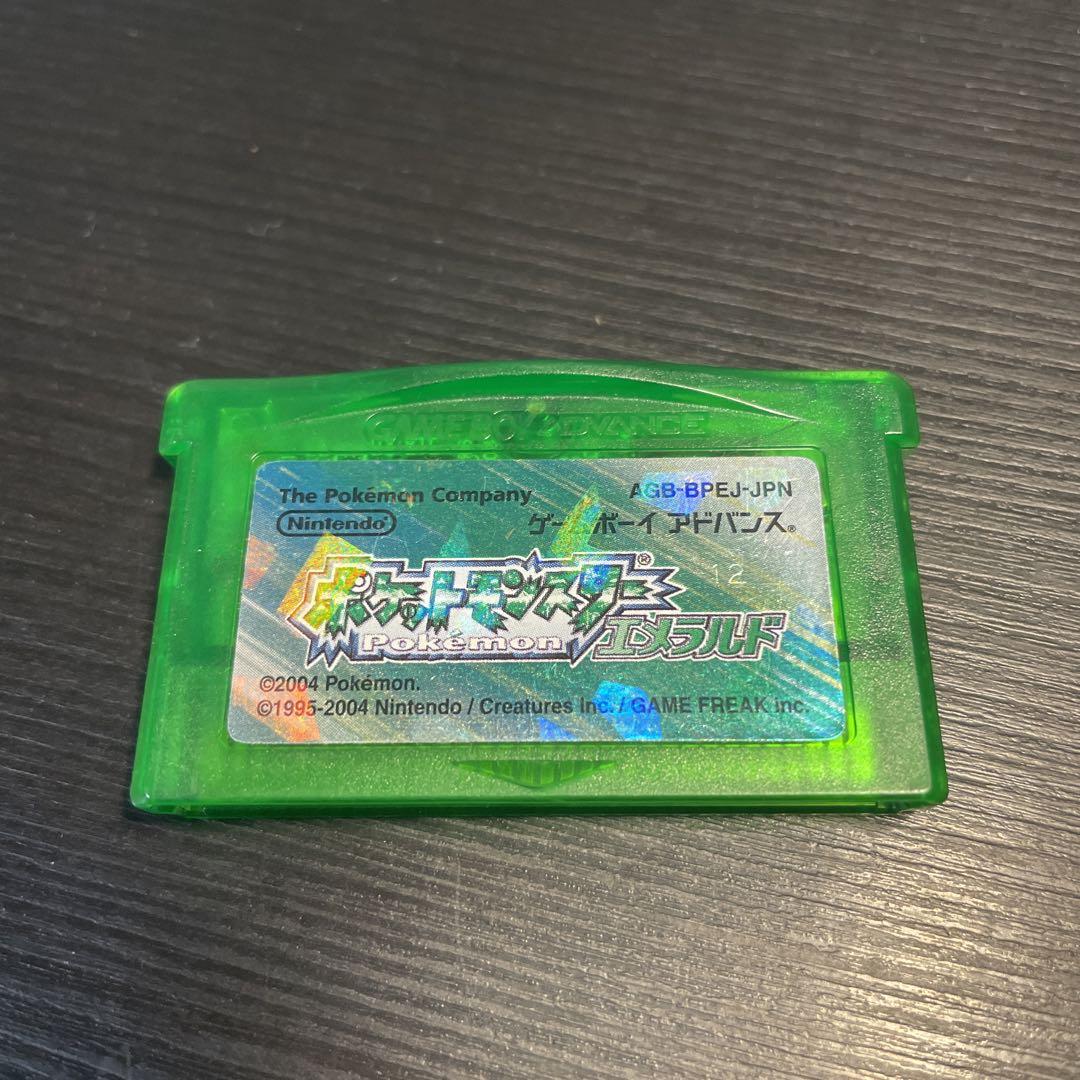 GAME BOY ADVANCE
The Pokémon Company
AGB-BPEJ-JPN
Nintendo®
ゲームボーイ アドバンス®
ポケットモンスター®
12
Pokémon
エメラルド
©2004 Pokémon.
©1995-2004 Nintendo / Creatures Inc. / GAME FREAK inc.